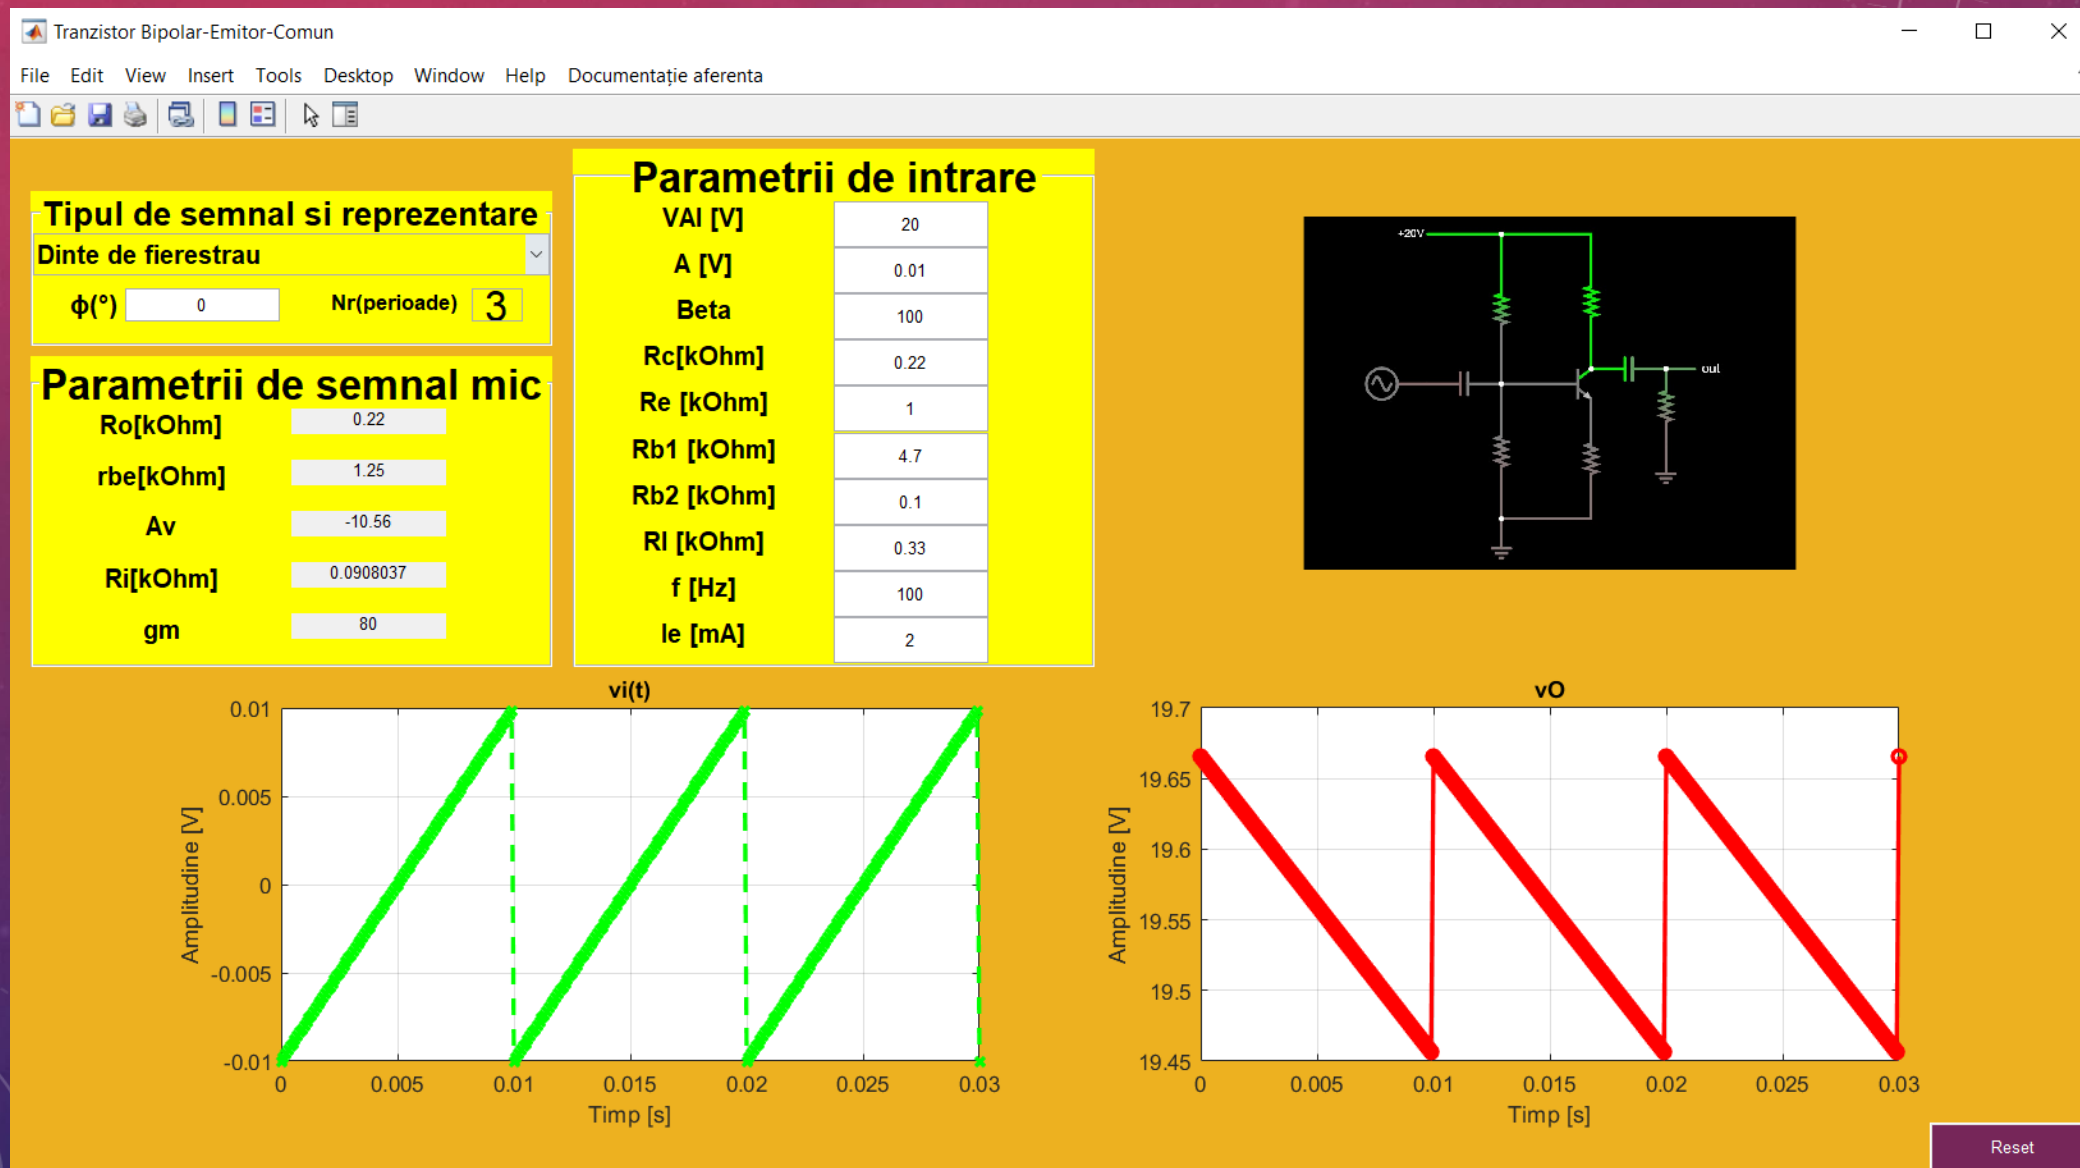 Tranzistor Bipolar-Emitor-Comun
File Edit View Insert Tools Desktop Window Help Documentație aferenta
Tipul de semnal si reprezentare
Dinte de fierestrau
ϕ(°) 0 Nr(perioade) 3
Parametrii de semnal mic
Ro[kOhm] 0.22
rbe[kOhm] 1.25
Av -10.56
Ri[kOhm] 0.0908037
gm 80
Parametrii de intrare
VAl [V] 20
A [V] 0.01
Beta 100
Rc[kOhm] 0.22
Re [kOhm] 1
Rb1 [kOhm] 4.7
Rb2 [kOhm] 0.1
Rl [kOhm] 0.33
f [Hz] 100
Ie [mA] 2
+20V
out
vi(t)
0.01
0.005
0
-0.005
-0.01
Amplitudine [V]
0 0.005 0.01 0.015 0.02 0.025 0.03
Timp [s]
vO
19.7
19.65
19.6
19.55
19.5
19.45
Amplitudine [V]
0 0.005 0.01 0.015 0.02 0.025 0.03
Timp [s]
Reset